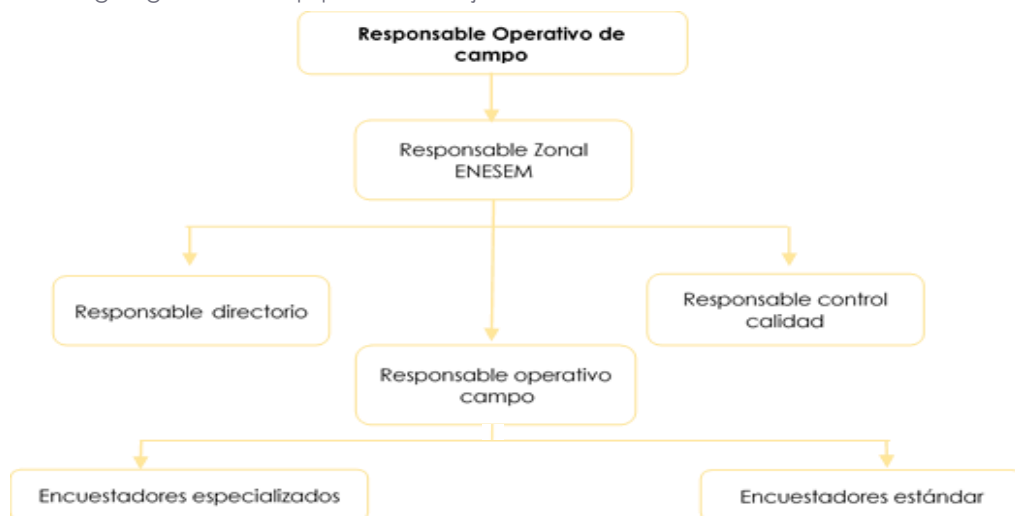 Responsable Operativo de
campo
Responsable Zonal
ENESEM
Responsable directorio
Responsable control
calidad
Responsable operativo
campo
Encuestadores especializados
Encuestadores estándar